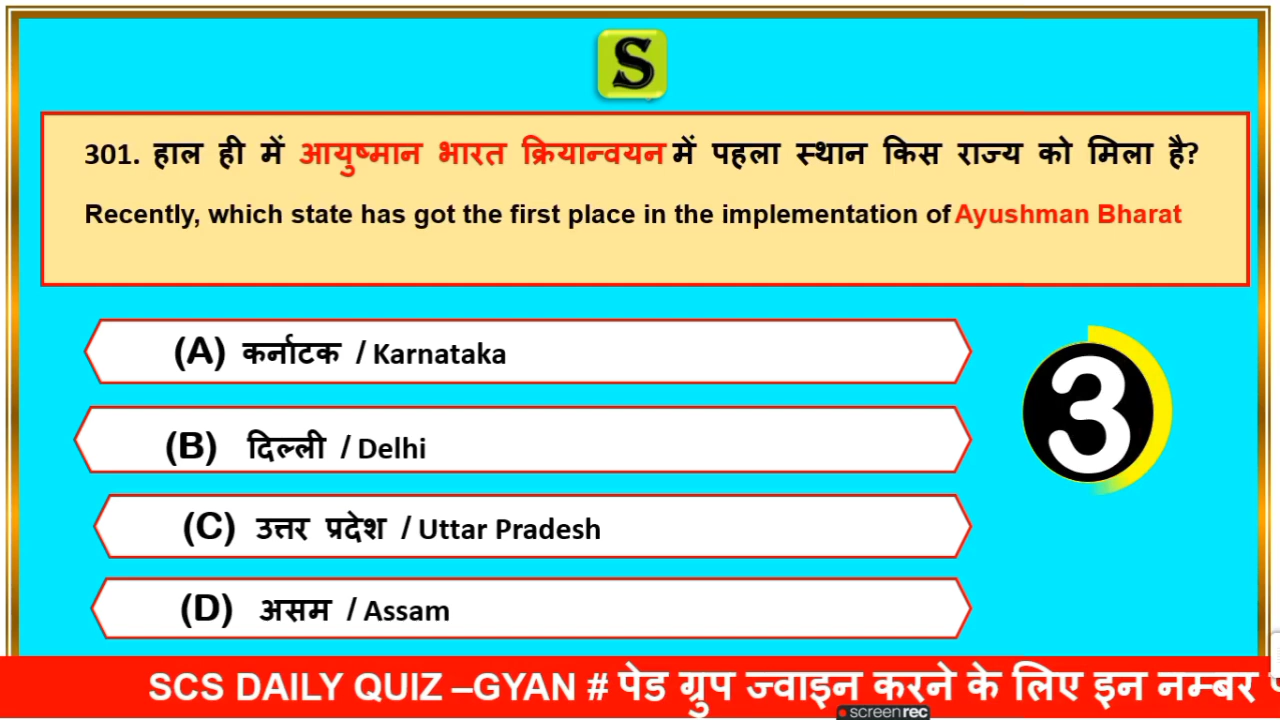 S
301. हाल ही में आयुष्मान भारत क्रियान्वयन में पहला स्थान किस राज्य को मिला है?
Recently, which state has got the first place in the implementation of Ayushman Bharat
(A) कर्नाटक / Karnataka
3
(B) दिल्ली / Delhi
(C) उत्तर प्रदेश / Uttar Pradesh
(D) असम / Assam
SCS DAILY QUIZ –GYAN # पेड ग्रुप ज्वाइन करने के लिए इन नम्बर
screenrec